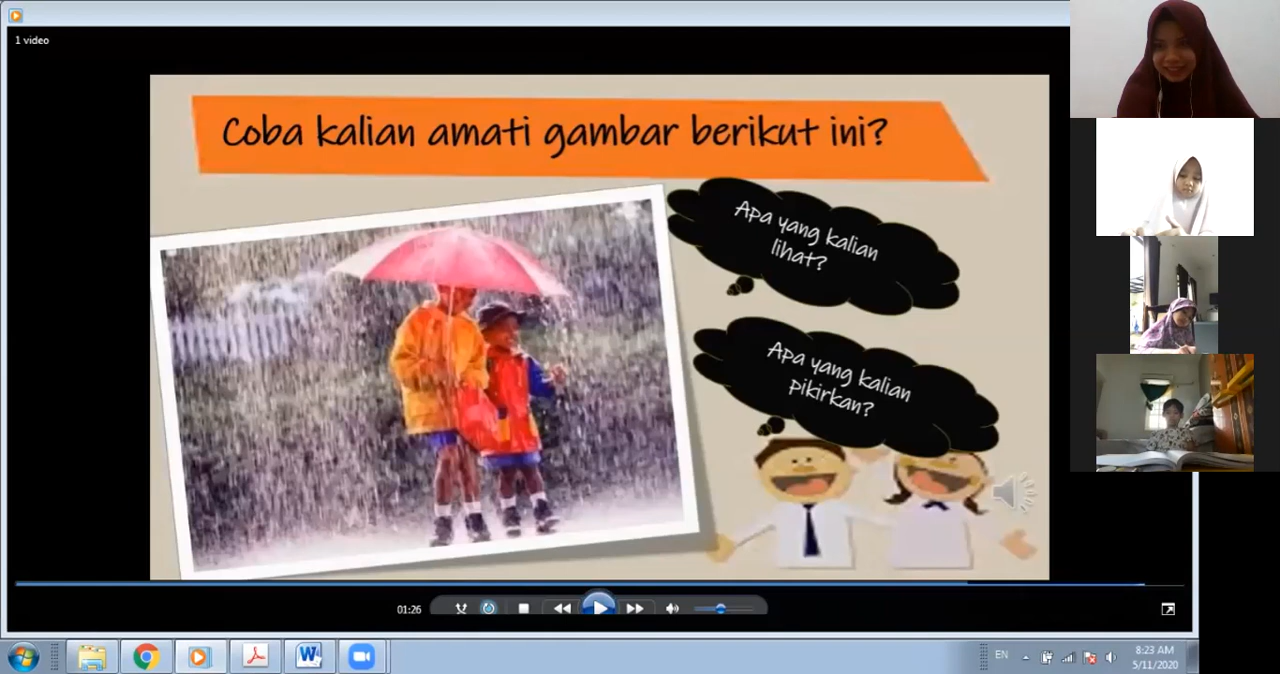 1 video
Coba kalian amati gambar berikut ini?
Apa yang kalian
lihat?
Apa yang kalian
pikirkan?
01:26
EN
8:23 AM
5/11/2020